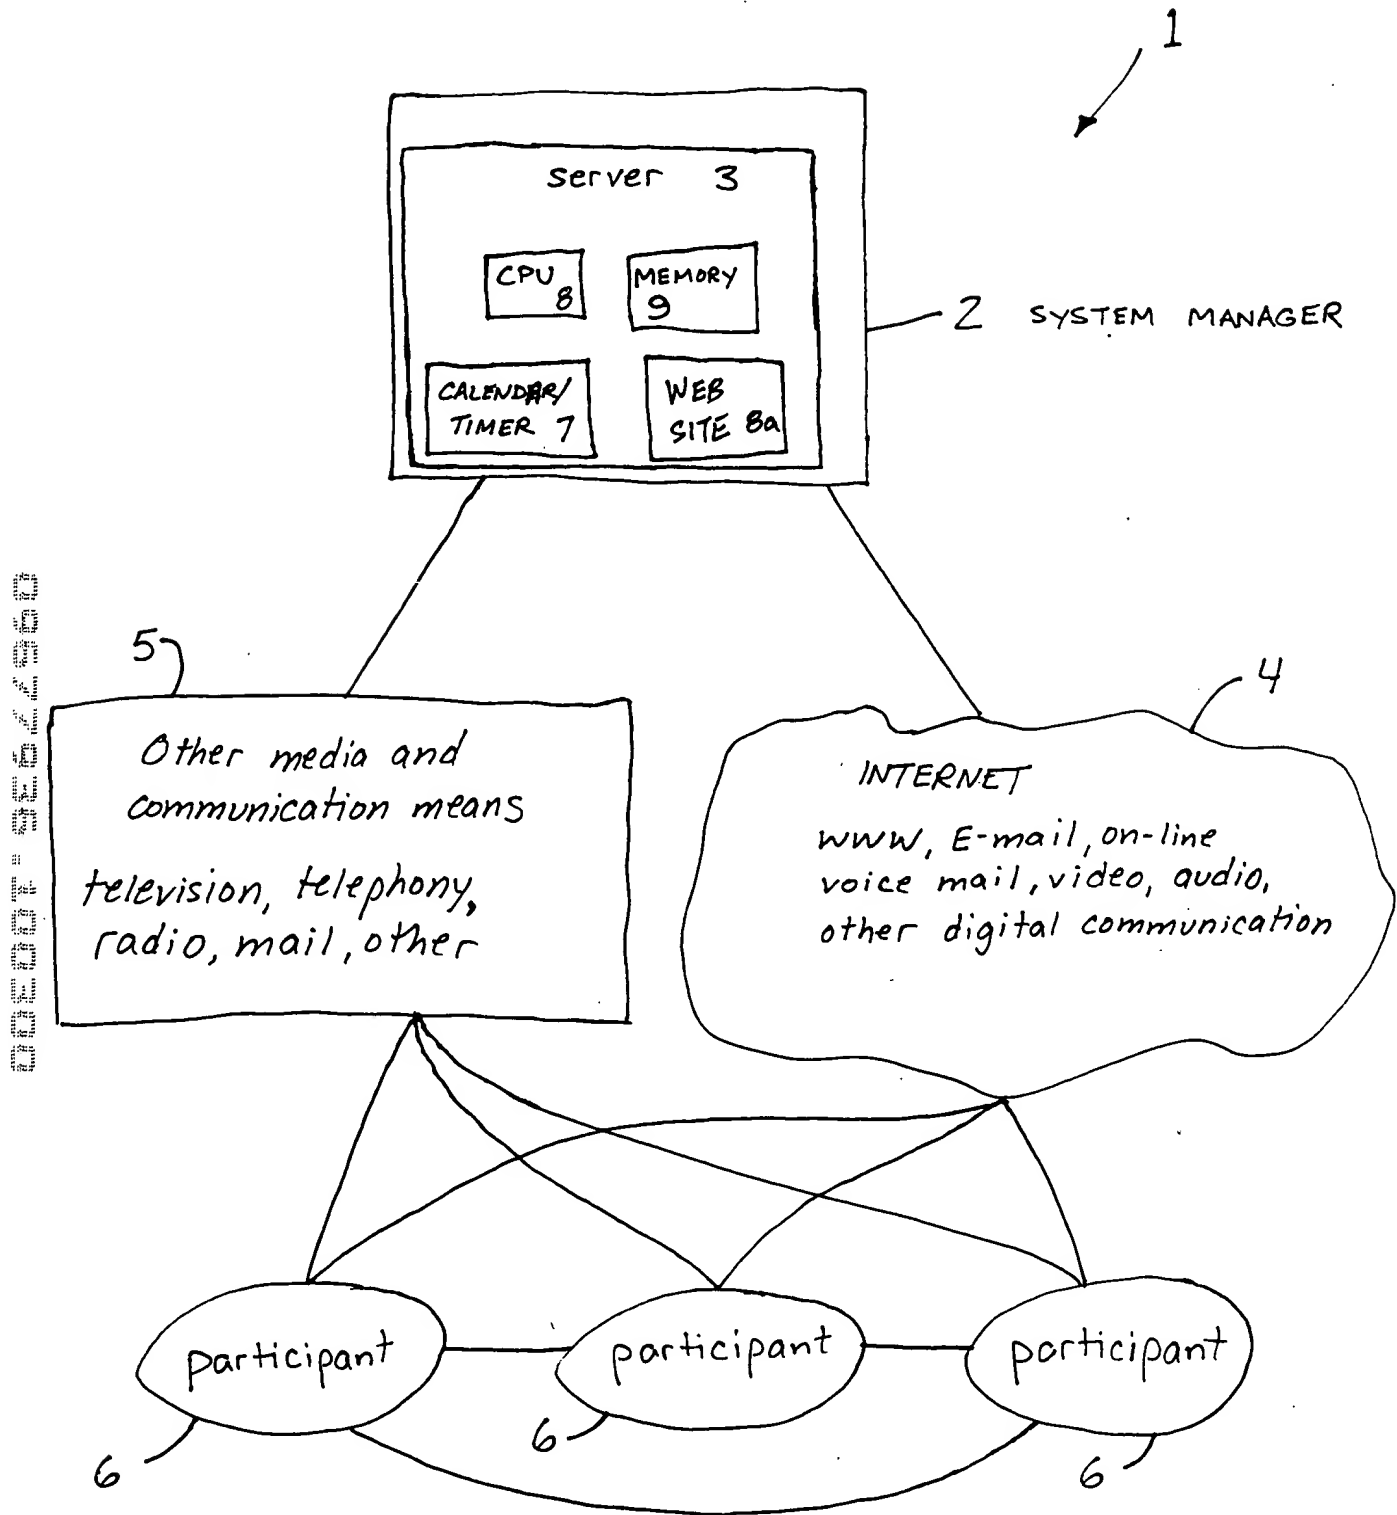 1
server 3
CPU
8
MEMORY
9
2 SYSTEM MANAGER
CALENDAR/
TIMER 7
WEB
SITE 8a
5
4
Other media and
communication means
television, telephony,
radio, mail, other
INTERNET
WWW, E-mail, on-line
voice mail, video, audio,
other digital communication
participant
participant
participant
6
6
6